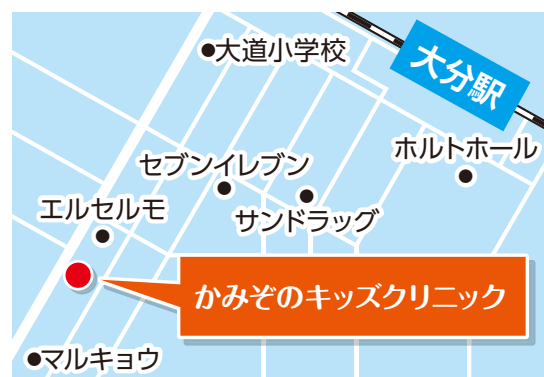 大道小学校
大分駅
ホルトホール
セブンイレブン
サンドラッグ
エルセルモ
かみぞのキッズクリニック
マルキョウ